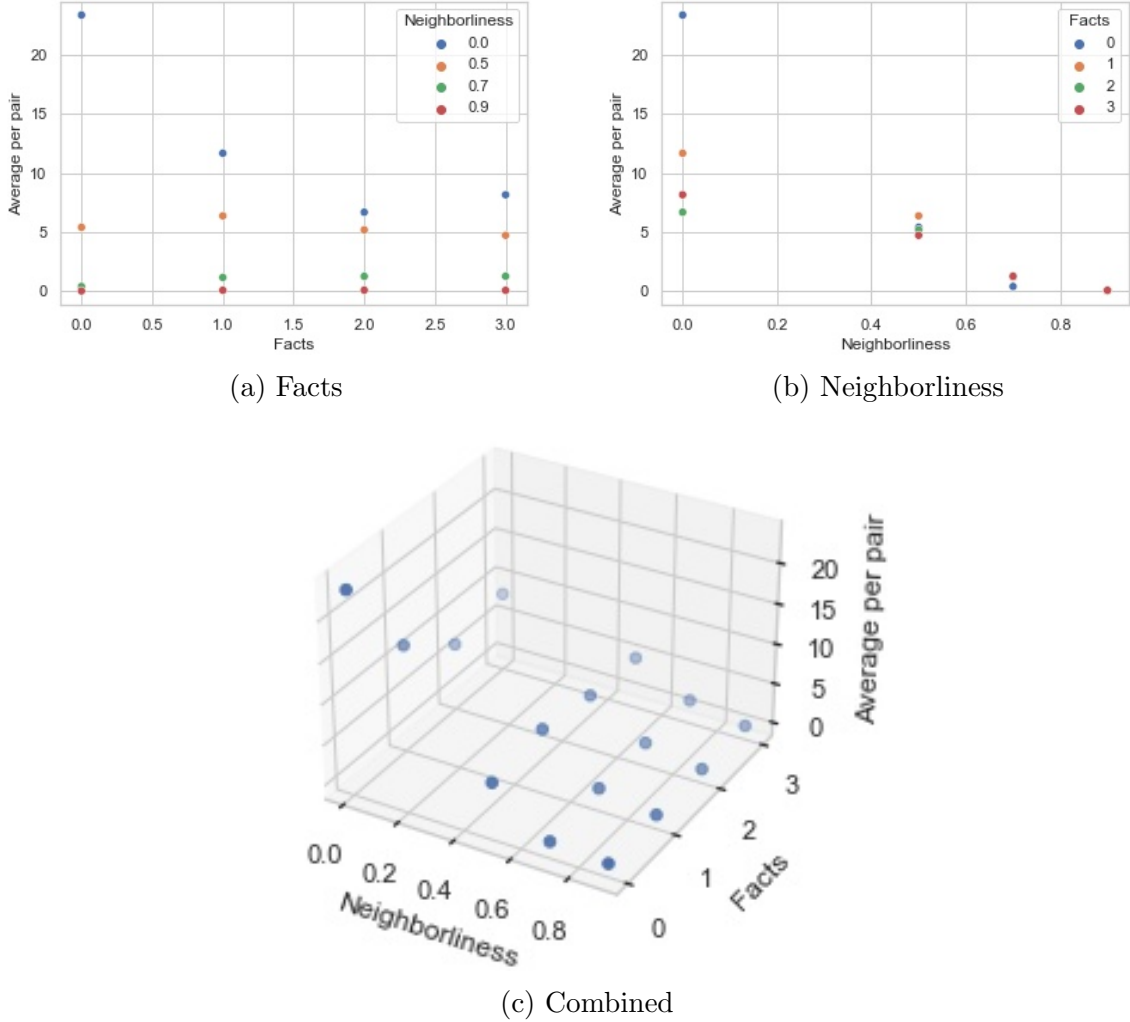 Neighborliness
0.0
0.5
0.7
0.9
20
15
10
5
0
Average per pair
0.0 0.5 1.0 1.5 2.0 2.5 3.0
Facts
(a) Facts
Facts
0
1
2
3
20
15
10
5
0
Average per pair
0.0 0.2 0.4 0.6 0.8
Neighborliness
(b) Neighborliness
20
15
10
5
0
Average per pair
3
2
1
0
Facts
0.0
0.2
0.4
0.6
0.8
Neighborliness
(c) Combined